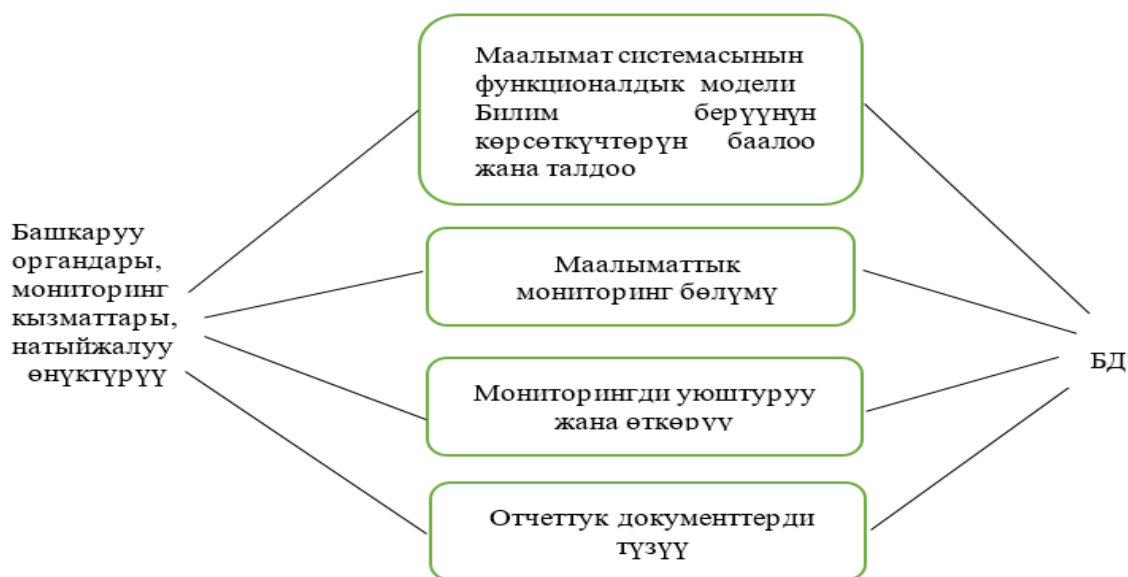 Маалымат системасынын
функционалдык модели
Билим берүүнүн
көрсөткүчтөрүн баалоо
жана талдоо
Башкаруу
органдары,
мониторинг
кызматтары,
натыйжалуу
өнүктүрүү
Маалыматтык
мониторинг бөлүмү
Мониторингди уюштуруу
жана өткөрүү
Отчеттук документтерди
түзүү
БД